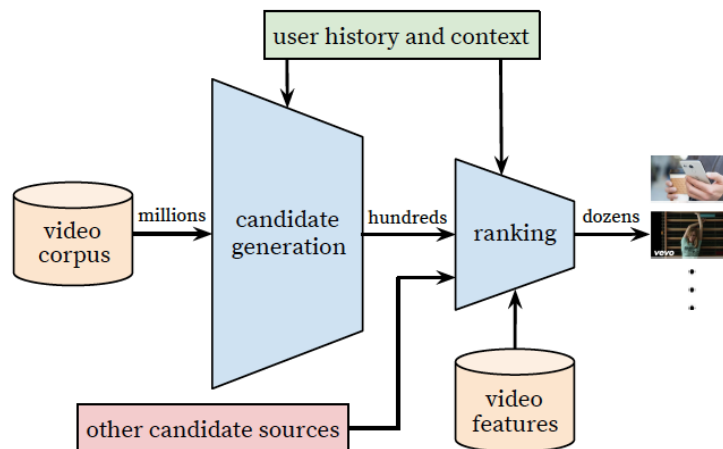 user history and context
millions
video
corpus
candidate
generation
hundreds
ranking
dozens
vevo
other candidate sources
video
features